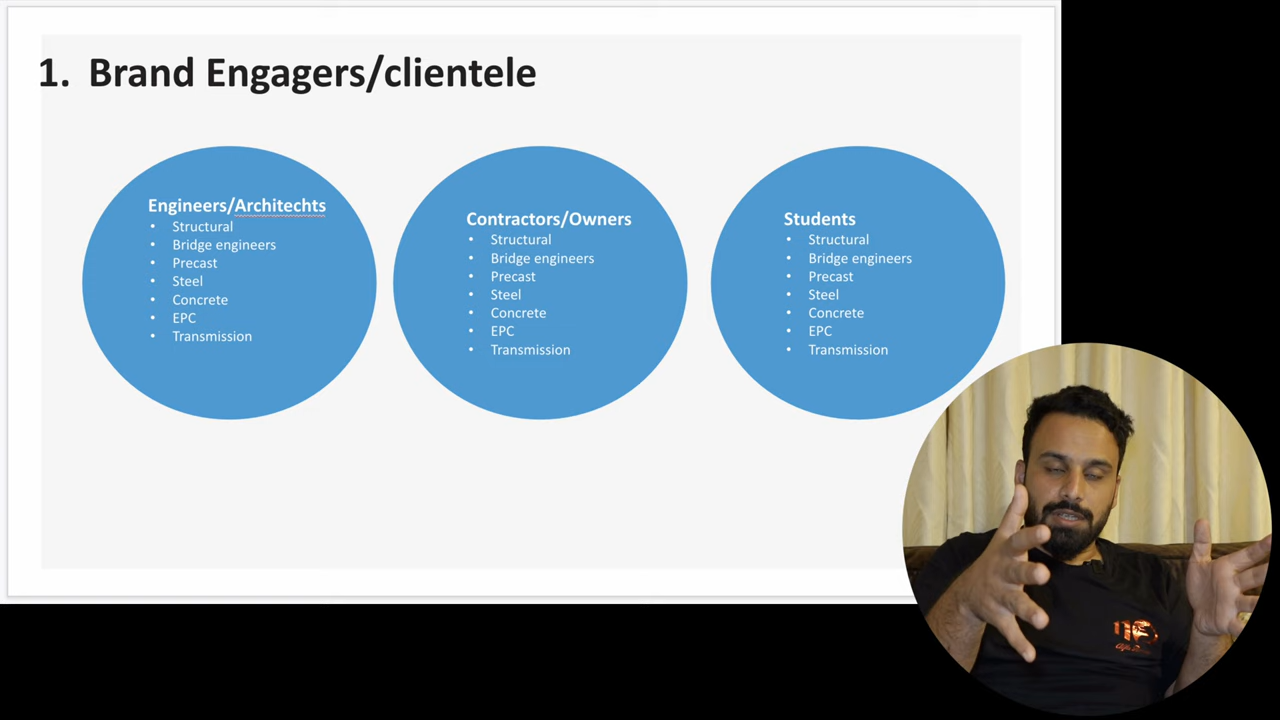 1. Brand Engagers/clientele
Engineers/Architechts
• Structural
• Bridge engineers
• Precast
• Steel
• Concrete
• EPC
• Transmission
Contractors/Owners
• Structural
• Bridge engineers
• Precast
• Steel
• Concrete
• EPC
• Transmission
Students
• Structural
• Bridge engineers
• Precast
• Steel
• Concrete
• EPC
• Transmission